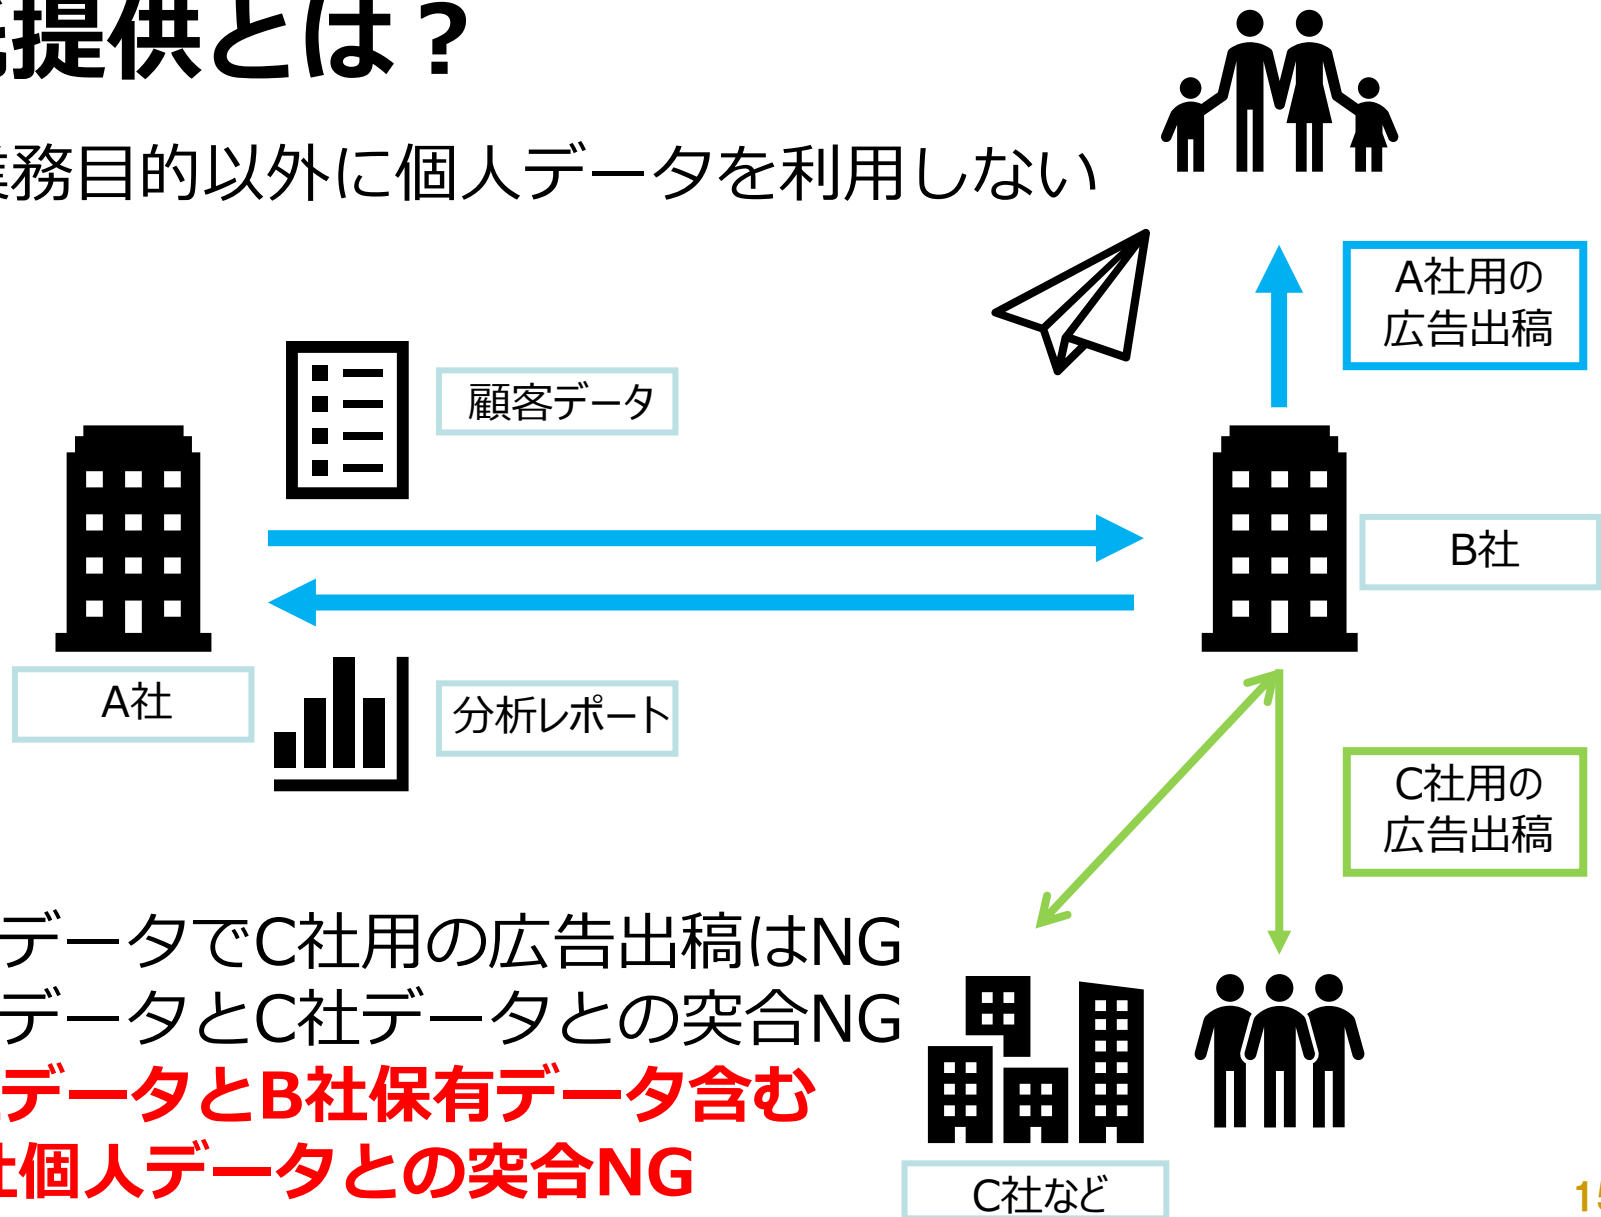 提供とは？
務目的以外に個人データを利用しない
A社用の
広告出稿
顧客データ
B社
A社
分析レポート
C社用の
広告出稿
データでC社用の広告出稿はNG
データとC社データとの突合NG
データとB社保有データ含む
社個人データとの突合NG
C社など
15